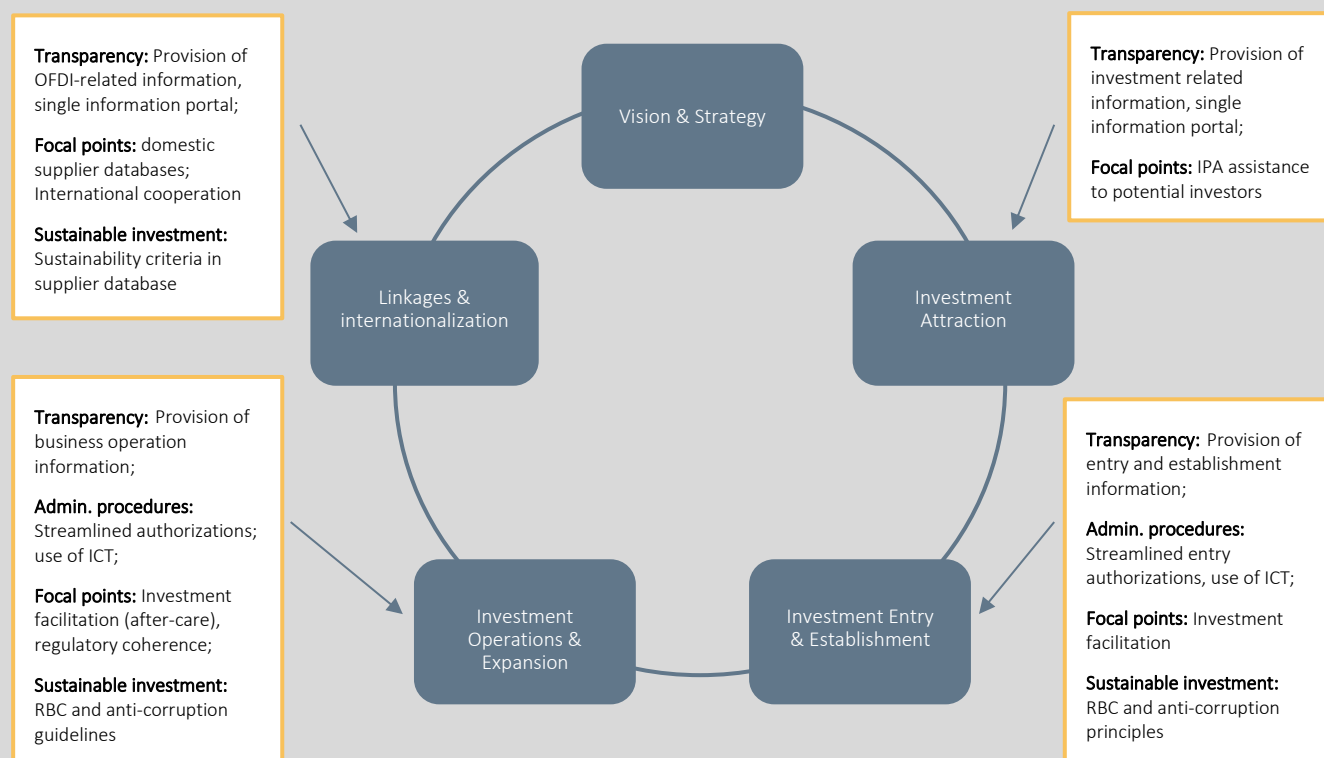 Transparency: Provision of
OFDI-related information,
single information portal;
Focal points: domestic
supplier databases;
International cooperation
Sustainable investment:
Sustainability criteria in
supplier database
Vision & Strategy
Transparency: Provision of
investment related
information, single
information portal;
Focal points: IPA assistance
to potential investors
Linkages &
internationalization
Investment
Attraction
Transparency: Provision of
business operation
information;
Admin. procedures:
Streamlined authorizations;
use of ICT;
Focal points: Investment
facilitation (after-care),
regulatory coherence;
Sustainable investment:
RBC and anti-corruption
guidelines
Investment
Operations &
Expansion
Investment Entry
& Establishment
Transparency: Provision of
entry and establishment
information;
Admin. procedures:
Streamlined entry
authorizations, use of ICT;
Focal points: Investment
facilitation
Sustainable investment:
RBC and anti-corruption
principles